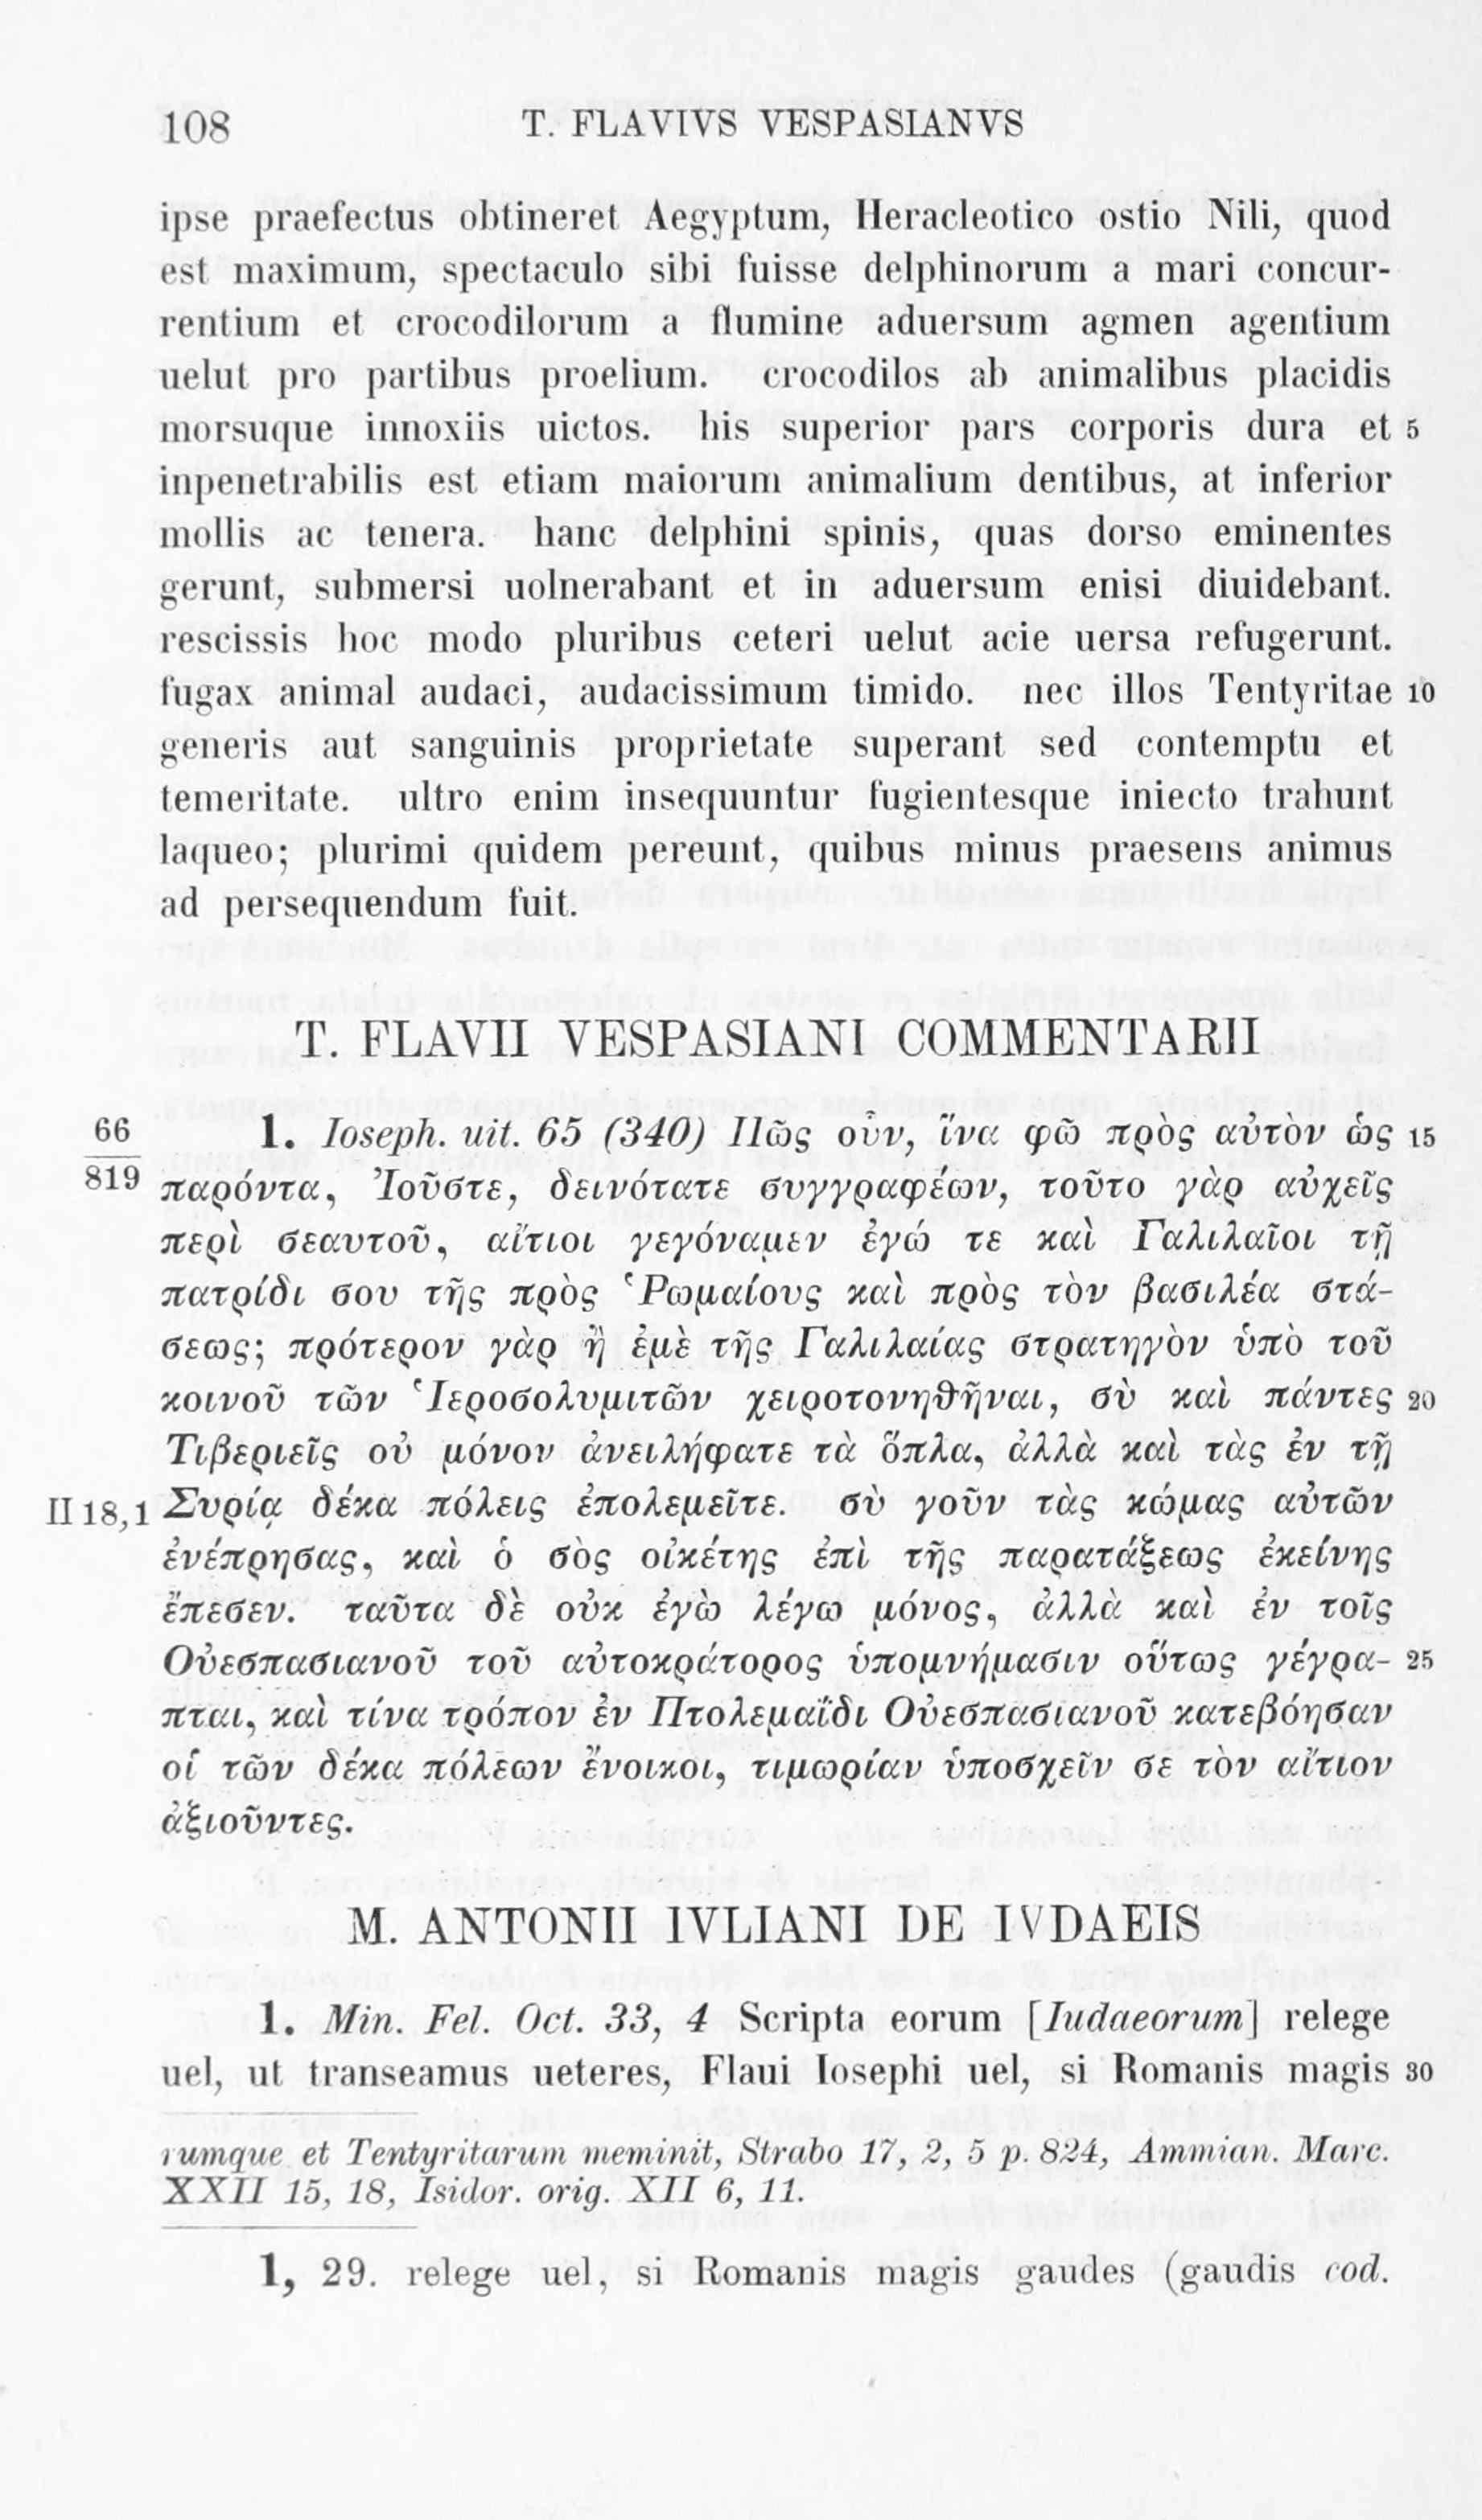 108 T. FLAVIVS VESPASIANVS
ipse praefectus obtineret Aegyptum, Heracleotico ostio Nili, quod
est maximum, spectaculo sibi fuisse delphinorum a mari concur-
rentium et crocodilorum a flumine aduersum agmen agentium
uelut pro partibus proelium. crocodilos ab animalibus placidis
morsuque innoxiis uictos. his superior pars corporis dura et 5
inpenetrabilis est etiam maiorum animalium dentibus, at inferior
mollis ac tenera. hanc delphini spinis, quas dorso eminentes
gerunt, submersi uolnerabant et in aduersum enisi diuidebant.
rescissis hoc modo pluribus ceteri uelut acie uersa refugerunt.
fugax animal audaci, audacissimum timido. nec illos Tentyritae 10
generis aut sanguinis proprietate superant sed contemptu et
temeritate. ultro enim insequuntur fugientesque iniecto trahunt
laqueo; plurimi quidem pereunt, quibus minus praesens animus
ad persequendum fuit.
T. FLAVII VESPASIANI COMMENTARII
66 1. Ioseph. uit. 65 (340) Πῶς οὖν, ἵνα φῶ πρὸς αὐτὸν ὡς 15
819 παρόντα, Ἰοῦστε, δεινότατε συγγραφέων, τοῦτο γὰρ αὐχεῖς
περὶ σεαυτοῦ, αἴτιοι γεγόναμεν ἐγώ τε καὶ Γαλιλαῖοι τῇ
πατρίδι σου τῆς πρὸς Ῥωμαίους καὶ πρὸς τὸν βασιλέα στά-
σεως; πρότερον γὰρ ἢ ἐμὲ τῆς Γαλιλαίας στρατηγὸν ὑπὸ τοῦ
κοινοῦ τῶν Ἱεροσολυμιτῶν χειροτονηθῆναι, σὺ καὶ πάντες 20
Τιβεριεῖς οὐ μόνον ἀνειλήφατε τὰ ὅπλα, ἀλλὰ καὶ τὰς ἐν τῇ
II 18,1 Συρίᾳ δέκα πόλεις ἐπολεμεῖτε. σὺ γοῦν τὰς κώμας αὐτῶν
ἐνέπρησας, καὶ ὁ σὸς οἰκέτης ἐπὶ τῆς παρατάξεως ἐκείνης
ἔπεσεν. ταῦτα δὲ οὐκ ἐγὼ λέγω μόνος, ἀλλὰ καὶ ἐν τοῖς
Οὐεσπασιανοῦ τοῦ αὐτοκράτορος ὑπομνήμασιν οὕτως γέγρα- 25
πται, καὶ τίνα τρόπον ἐν Πτολεμαΐδι Οὐεσπασιανοῦ κατεβόησαν
οἱ τῶν δέκα πόλεων ἔνοικοι, τιμωρίαν ὑποσχεῖν σε τὸν αἴτιον
ἀξιοῦντες.
M. ANTONII IVLIANI DE IVDAEIS
1. Min. Fel. Oct. 33, 4 Scripta eorum [Iudaeorum] relege
uel, ut transeamus ueteres, Flaui Iosephi uel, si Romanis magis 30
rumque et Tentyritarum meminit, Strabo 17, 2, 5 p. 824, Ammian. Marc.
XXII 15, 18, Isidor. orig. XII 6, 11.
1, 29. relege uel, si Romanis magis gaudes (gaudis cod.